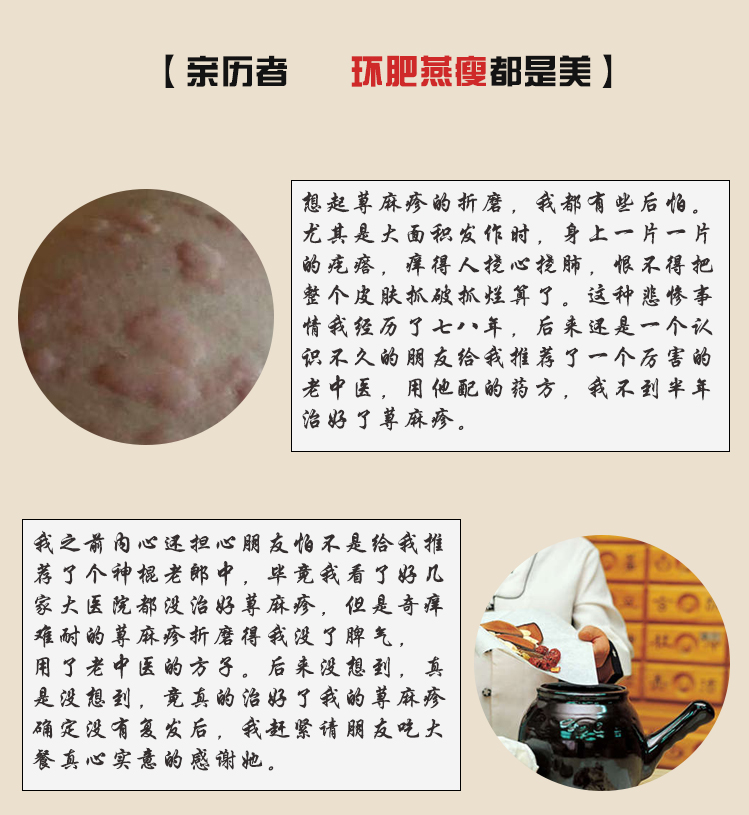 【亲历者 环肥燕瘦都是美】
想起荨麻疹的折磨，我都有些后怕。
尤其是大面积发作时，身上一片一片
的疙瘩，痒得人挠心挠肺，恨不得把
整个皮肤抓破抓烂算了。这种悲惨事
情我经历了七八年，后来还是一个认
识不久的朋友给我推荐了一个厉害的
老中医，用他配的药方，我不到半年
治好了荨麻疹。
我之前内心还担心朋友怕不是给我推
荐了个神棍老郎中，毕竟我看了好几
家大医院都没治好荨麻疹，但是奇痒
难耐的荨麻疹折磨得我没了脾气，
用了老中医的方子。后来没想到，真
是没想到，竟真的治好了我的荨麻疹
确定没有复发后，我赶紧请朋友吃大
餐真心实意的感谢她。